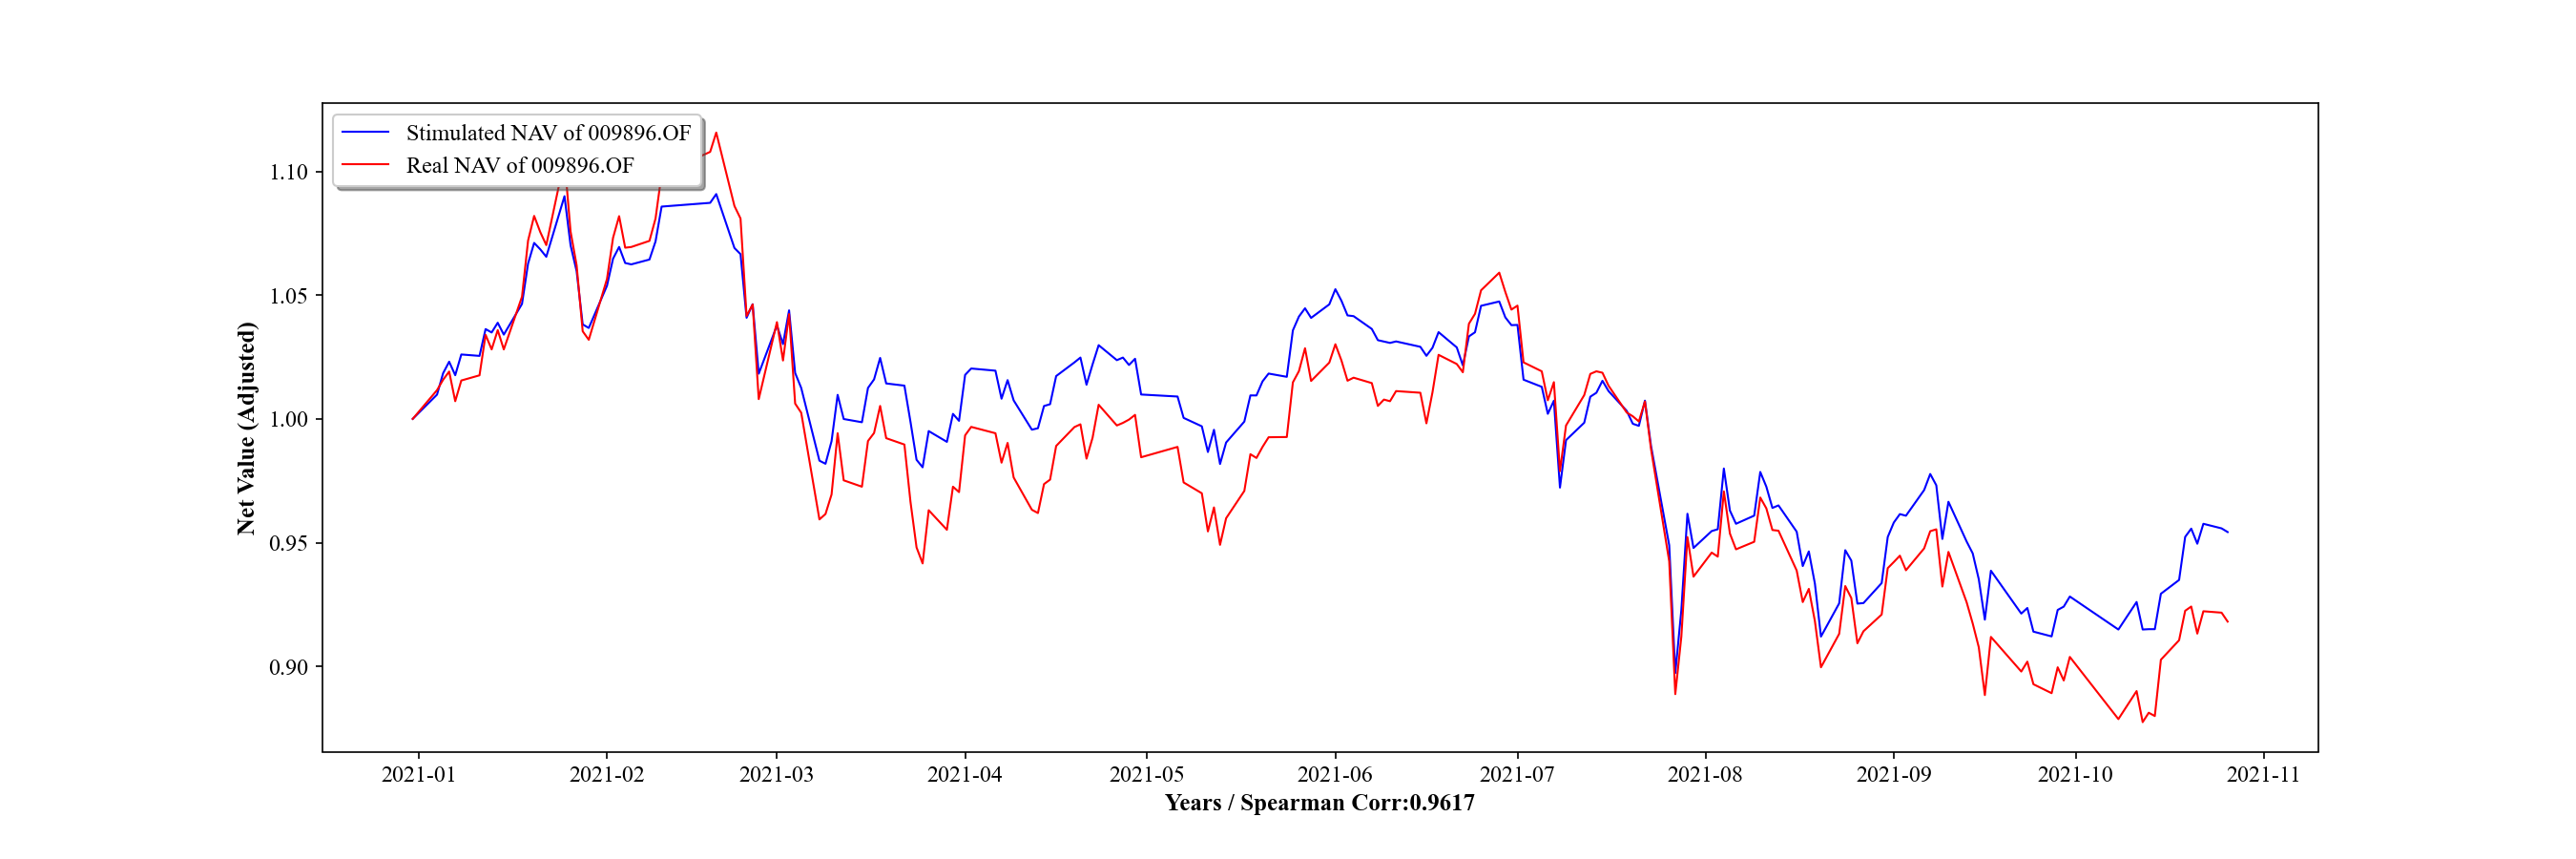 Stimulated NAV of 009896.OF
Real NAV of 009896.OF
Net Value (Adjusted)
1.10
1.05
1.00
0.95
0.90
2021-01 2021-02 2021-03 2021-04 2021-05 2021-06 2021-07 2021-08 2021-09 2021-10 2021-11
Years / Spearman Corr:0.9617